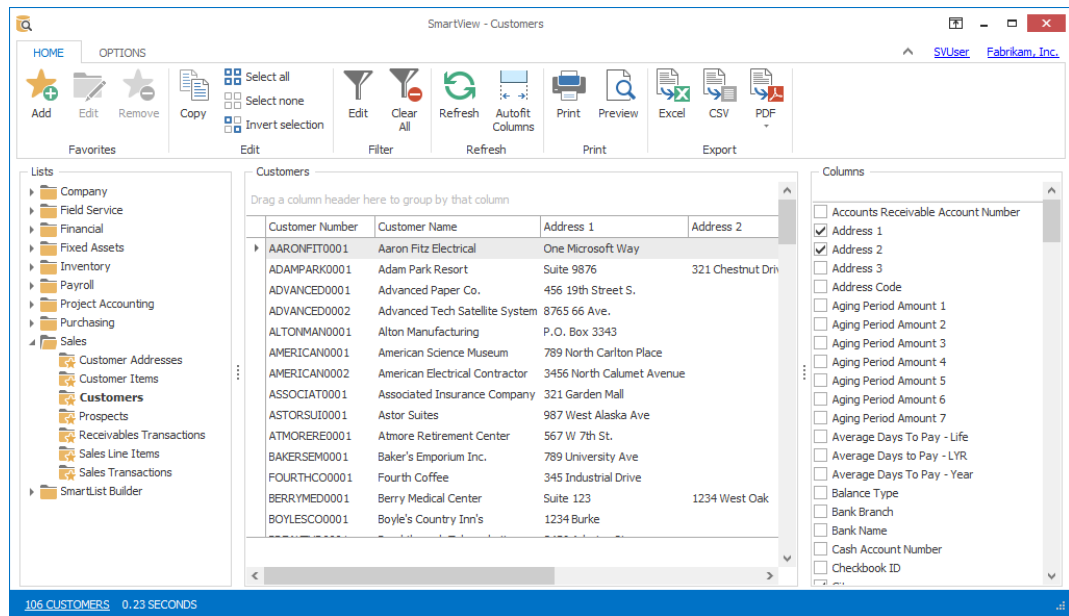 SmartView - Customers
HOME OPTIONS SVUser Fabrikam, Inc.
Add Edit Remove Copy Select all Select none Invert selection Edit Clear All Refresh Autofit Columns Print Preview Excel CSV PDF
Favorites Edit Filter Refresh Print Export
Lists
Company
Field Service
Financial
Fixed Assets
Inventory
Payroll
Project Accounting
Purchasing
Sales
Customer Addresses
Customer Items
Customers
Prospects
Receivables Transactions
Sales Line Items
Sales Transactions
SmartList Builder
Customers
Drag a column header here to group by that column
Customer Number Customer Name Address 1 Address 2
AARONFIT0001 Aaron Fitz Electrical One Microsoft Way
ADAMPARK0001 Adam Park Resort Suite 9876 321 Chestnut Driv
ADVANCED0001 Advanced Paper Co. 456 19th Street S.
ADVANCED0002 Advanced Tech Satellite System 8765 66 Ave.
ALTONMAN0001 Alton Manufacturing P.O. Box 3343
AMERICAN0001 American Science Museum 789 North Carlton Place
AMERICAN0002 American Electrical Contractor 3456 North Calumet Avenue
ASSOCIAT0001 Associated Insurance Company 321 Garden Mall
ASTORSUI0001 Astor Suites 987 West Alaska Ave
ATMORERE0001 Atmore Retirement Center 567 W 7th St.
BAKERSEM0001 Baker's Emporium Inc. 789 University Ave
FOURTHCO0001 Fourth Coffee 345 Industrial Drive
BERRYMED0001 Berry Medical Center Suite 123 1234 West Oak
BOYLESCO0001 Boyle's Country Inn's 1234 Burke
Columns
Accounts Receivable Account Number
Address 1
Address 2
Address 3
Address Code
Aging Period Amount 1
Aging Period Amount 2
Aging Period Amount 3
Aging Period Amount 4
Aging Period Amount 5
Aging Period Amount 6
Aging Period Amount 7
Average Days To Pay - Life
Average Days to Pay - LYR
Average Days To Pay - Year
Balance Type
Bank Branch
Bank Name
Cash Account Number
Checkbook ID
106 CUSTOMERS 0.23 SECONDS